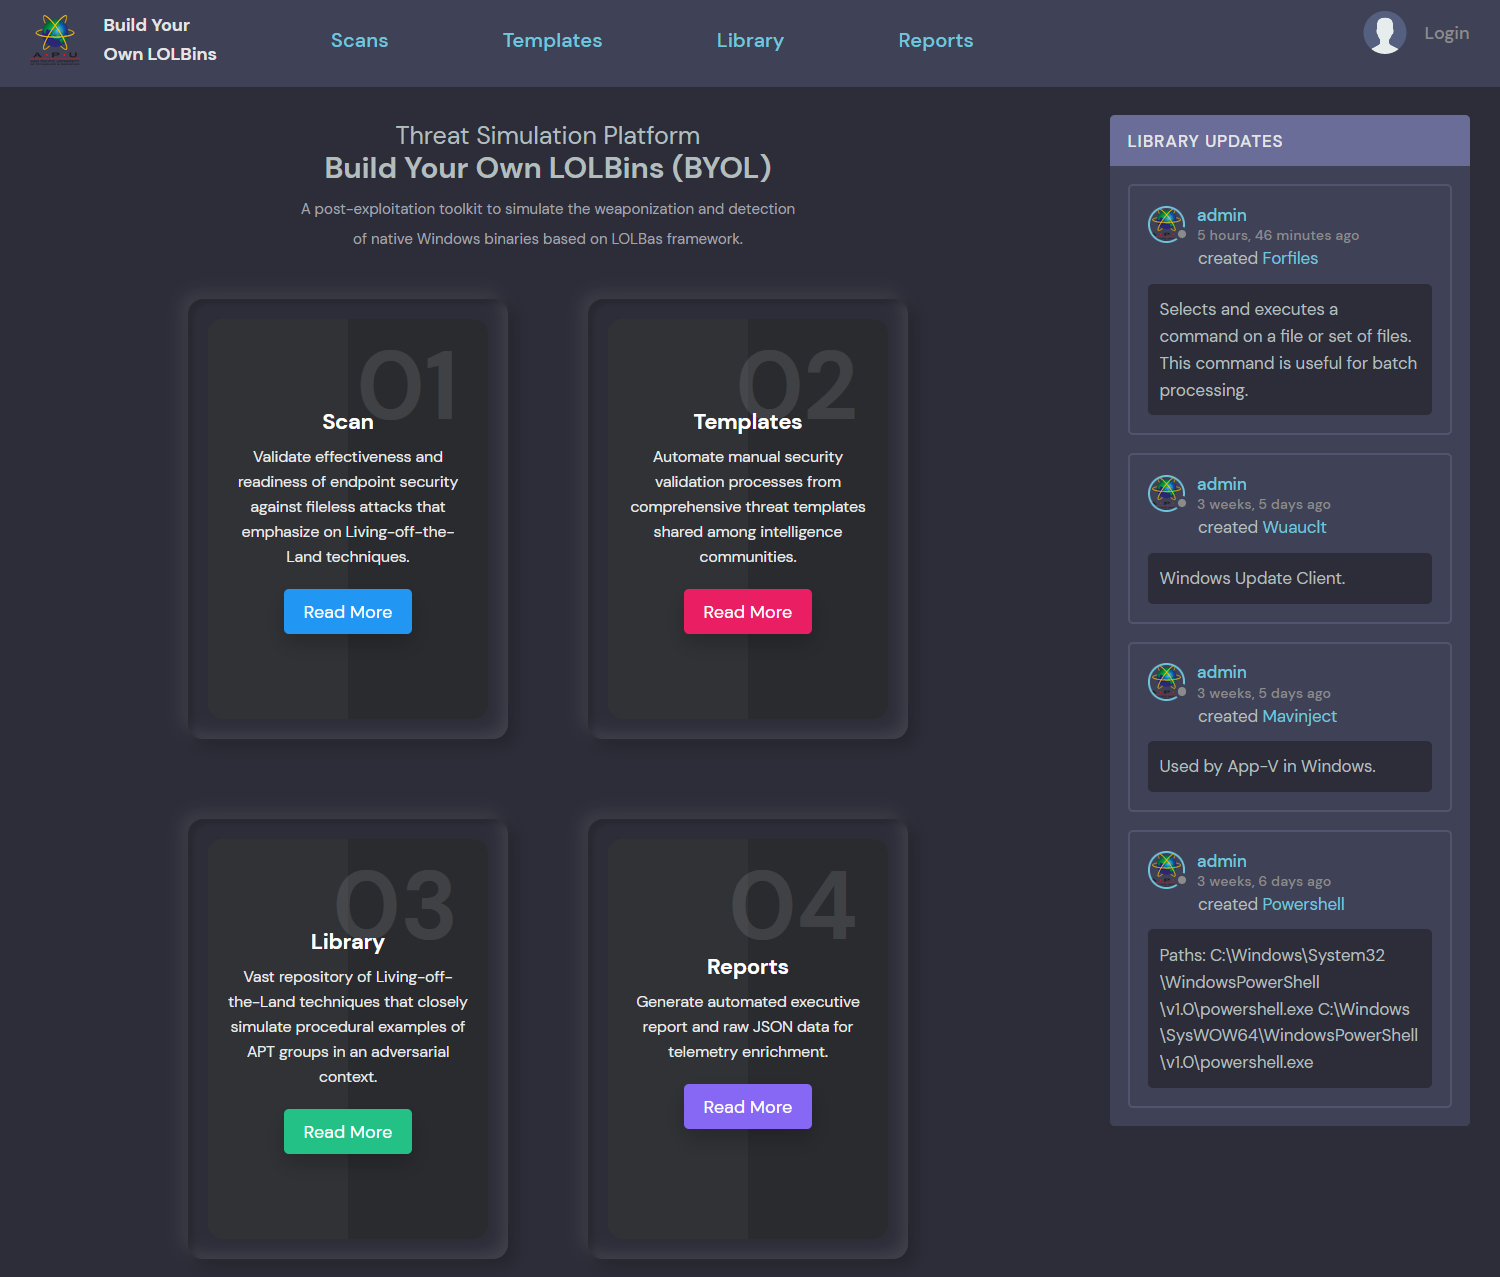 Build Your
Own LOLBins
Scans
Templates
Library
Reports
Login
Threat Simulation Platform
Build Your Own LOLBins (BYOL)
A post-exploitation toolkit to simulate the weaponization and detection
of native Windows binaries based on LOLBas framework.
01
Scan
Validate effectiveness and
readiness of endpoint security
against fileless attacks that
emphasize on Living-off-the-
Land techniques.
Read More
02
Templates
Automate manual security
validation processes from
comprehensive threat templates
shared among intelligence
communities.
Read More
03
Library
Vast repository of Living-off-
the-Land techniques that closely
simulate procedural examples of
APT groups in an adversarial
context.
Read More
04
Reports
Generate automated executive
report and raw JSON data for
telemetry enrichment.
Read More
LIBRARY UPDATES
admin
5 hours, 46 minutes ago
created Forfiles
Selects and executes a
command on a file or set of files.
This command is useful for batch
processing.
admin
3 weeks, 5 days ago
created Wuauclt
Windows Update Client.
admin
3 weeks, 5 days ago
created Mavinject
Used by App-V in Windows.
admin
3 weeks, 6 days ago
created Powershell
Paths: C:\Windows\System32
\WindowsPowerShell
\v1.0\powershell.exe C:\Windows
\SysWOW64\WindowsPowerShell
\v1.0\powershell.exe